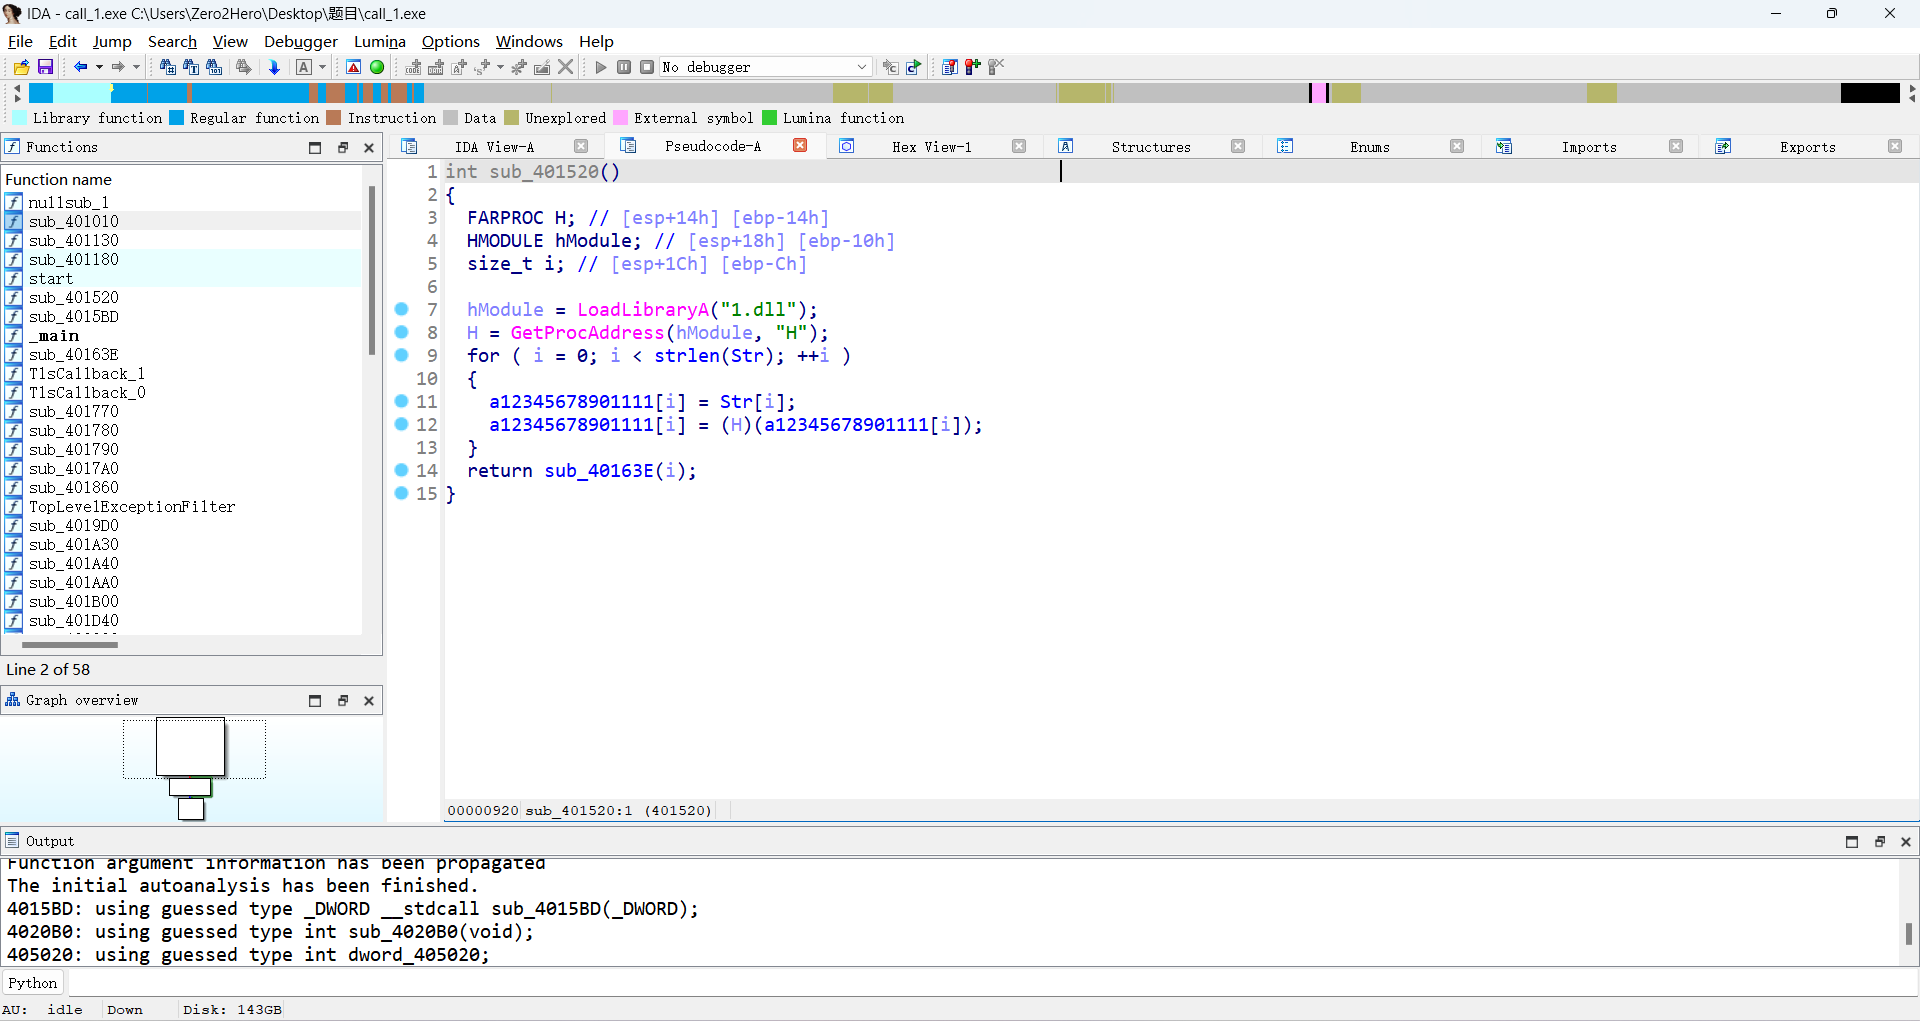 IDA - call_1.exe C:\Users\Zero2Hero\Desktop\题目\call_1.exe
File Edit Jump Search View Debugger Lumina Options Windows Help
No debugger
Library function Regular function Instruction Data Unexplored External symbol Lumina function
Functions
IDA View-A Pseudocode-A Hex View-1 Structures Enums Imports Exports
Function name
nullsub_1
sub_401010
sub_401130
sub_401180
start
sub_401520
sub_4015BD
_main
sub_40163E
TlsCallback_1
TlsCallback_0
sub_401770
sub_401780
sub_401790
sub_4017A0
sub_401860
TopLevelExceptionFilter
sub_4019D0
sub_401A30
sub_401A40
sub_401AA0
sub_401B00
sub_401D40
Line 2 of 58
Graph overview
1 int sub_401520()
2 {
3 FARPROC H; // [esp+14h] [ebp-14h]
4 HMODULE hModule; // [esp+18h] [ebp-10h]
5 size_t i; // [esp+1Ch] [ebp-Ch]
6
7 hModule = LoadLibraryA("1.dll");
8 H = GetProcAddress(hModule, "H");
9 for ( i = 0; i < strlen(Str); ++i )
10 {
11 a12345678901111[i] = Str[i];
12 a12345678901111[i] = (H)(a12345678901111[i]);
13 }
14 return sub_40163E(i);
15 }
00000920 sub_401520:1 (401520)
Output
Function argument information has been propagated
The initial autoanalysis has been finished.
4015BD: using guessed type _DWORD __stdcall sub_4015BD(_DWORD);
4020B0: using guessed type int sub_4020B0(void);
405020: using guessed type int dword_405020;
Python
AU: idle Down Disk: 143GB